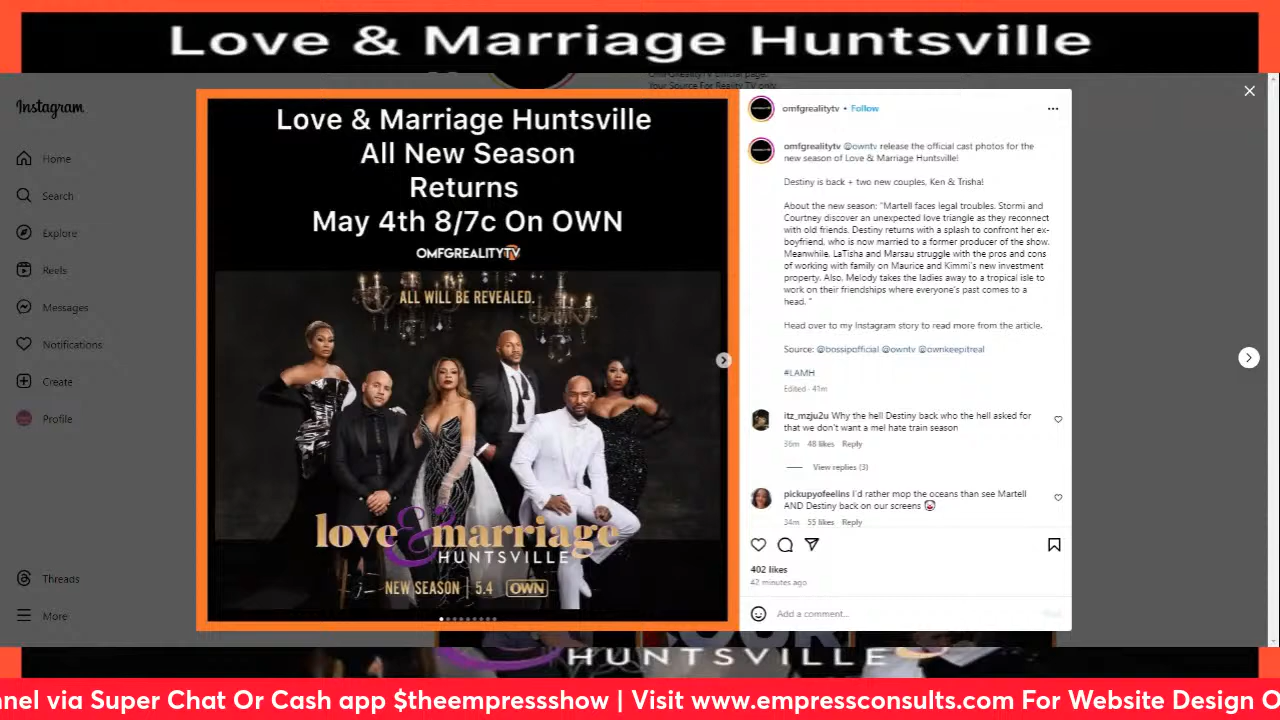 Love & Marriage Huntsville
OMFGRealityTV official page.
Your Source For Reality TV only
Instagram
Home
Search
Explore
Reels
Messages
Notifications
Create
Profile
Threads
More
Love & Marriage Huntsville
All New Season
Returns
May 4th 8/7c On OWN
OMFGREALITYTV
ALL WILL BE REVEALED.
love & marriage
HUNTSVILLE
NEW SEASON | 5.4 OWN
omfgrealitytv • Follow
omfgrealitytv @owntv release the official cast photos for the
new season of Love & Marriage Huntsville!
Destiny is back + two new couples, Ken & Trisha!
About the new season: "Martell faces legal troubles. Stormi and
Courtney discover an unexpected love triangle as they reconnect
with old friends. Destiny returns with a splash to confront her ex-
boyfriend, who is now married to a former producer of the show.
Meanwhile, LaTisha and Marsau struggle with the pros and cons
of working with family on Maurice and Kimmi's new investment
property. Also, Melody takes the ladies away to a tropical isle to
work on their friendships where everyone's past comes to a
head. "
Head over to my Instagram story to read more from the article.
Source: @bossipofficial @owntv @ownkeepitreal
#LAMH
Edited · 41m
itz_mzju2u Why the hell Destiny back who the hell asked for
that we don't want a mel hate train season
36m 48 likes Reply
View replies (3)
pickupyofeelins I'd rather mop the oceans than see Martell
AND Destiny back on our screens 🤡
34m 55 likes Reply
402 likes
42 minutes ago
Add a comment...
Post
HUNTSVILLE
nnel via Super Chat Or Cash app $theempressshow | Visit www.empressconsults.com For Website Design O